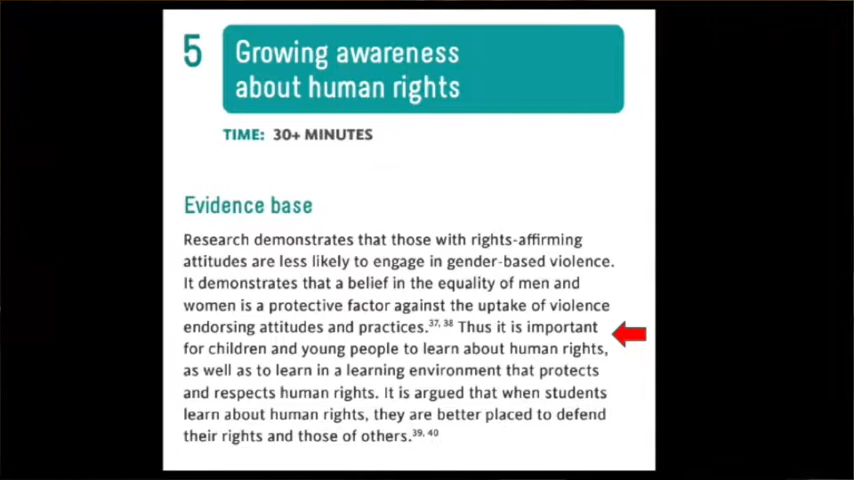 5
Growing awareness
about human rights
TIME: 30+ MINUTES
Evidence base
Research demonstrates that those with rights-affirming
attitudes are less likely to engage in gender-based violence.
It demonstrates that a belief in the equality of men and
women is a protective factor against the uptake of violence
endorsing attitudes and practices.37, 38 Thus it is important
for children and young people to learn about human rights,
as well as to learn in a learning environment that protects
and respects human rights. It is argued that when students
learn about human rights, they are better placed to defend
their rights and those of others.39, 40